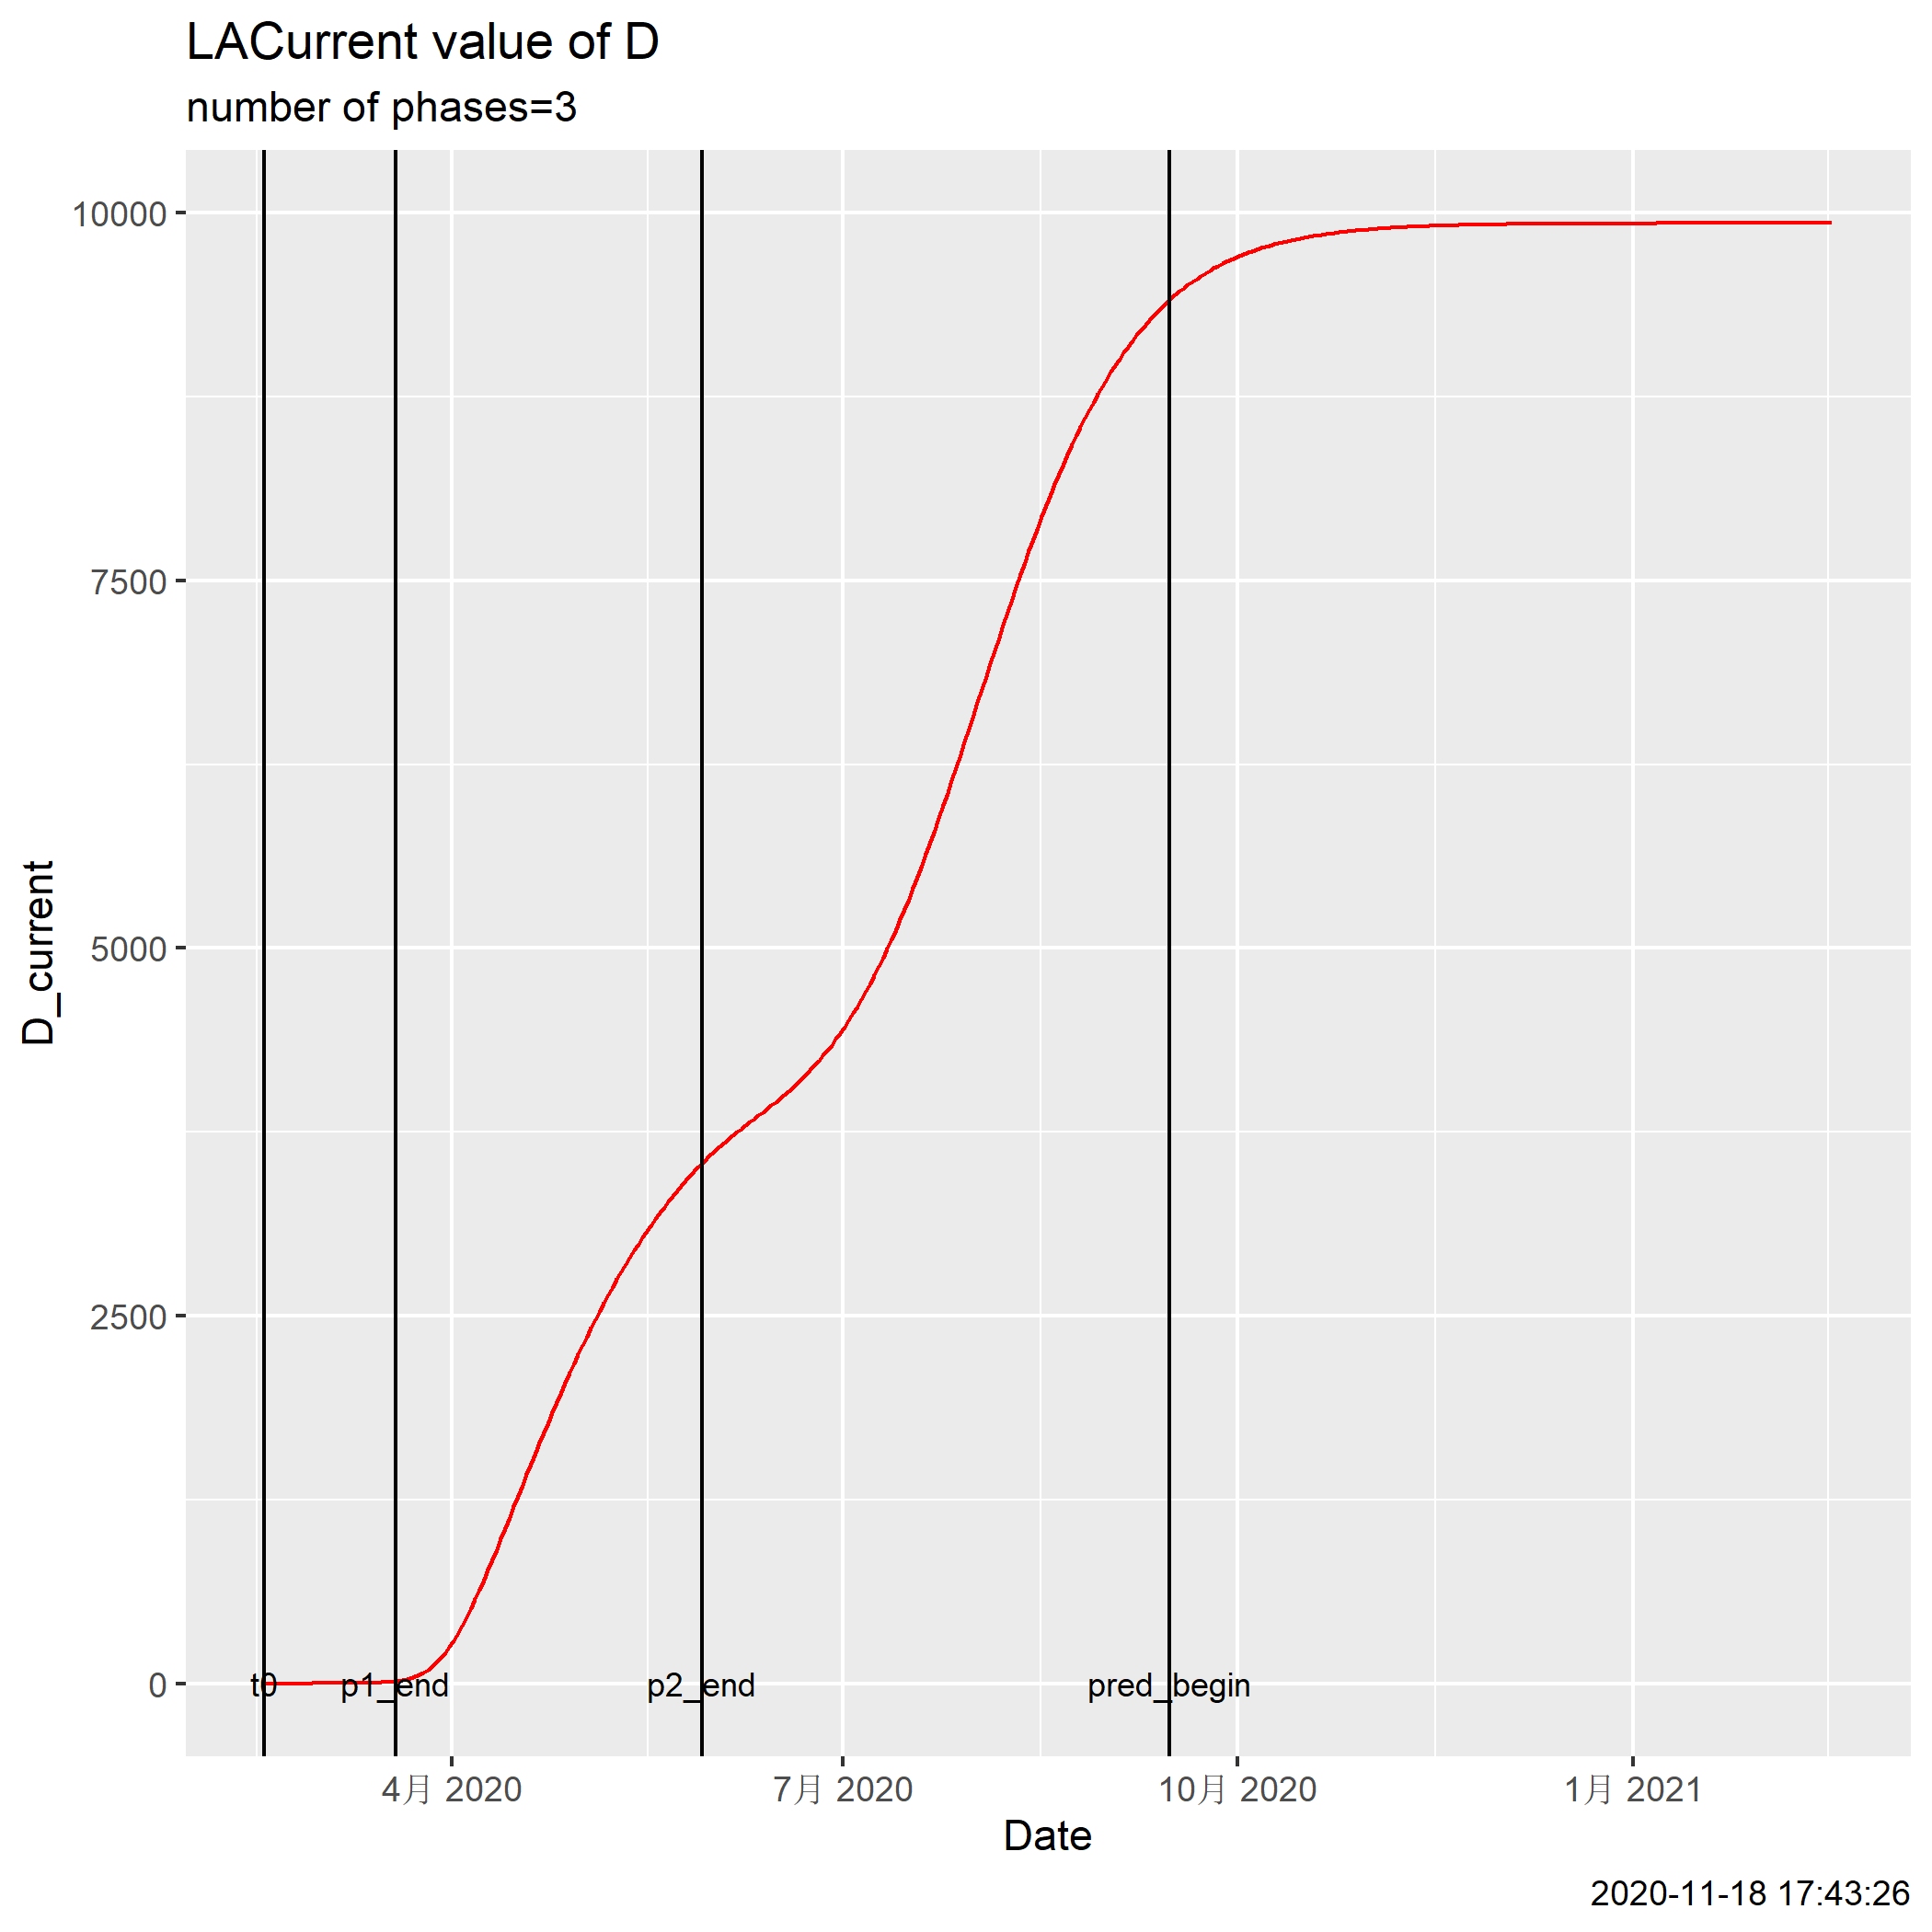 LACurrent value of D
number of phases=3
10000
7500
5000
2500
0
D_current
t0
p1_end
p2_end
pred_begin
4月 2020
7月 2020
10月 2020
1月 2021
Date
2020-11-18 17:43:26